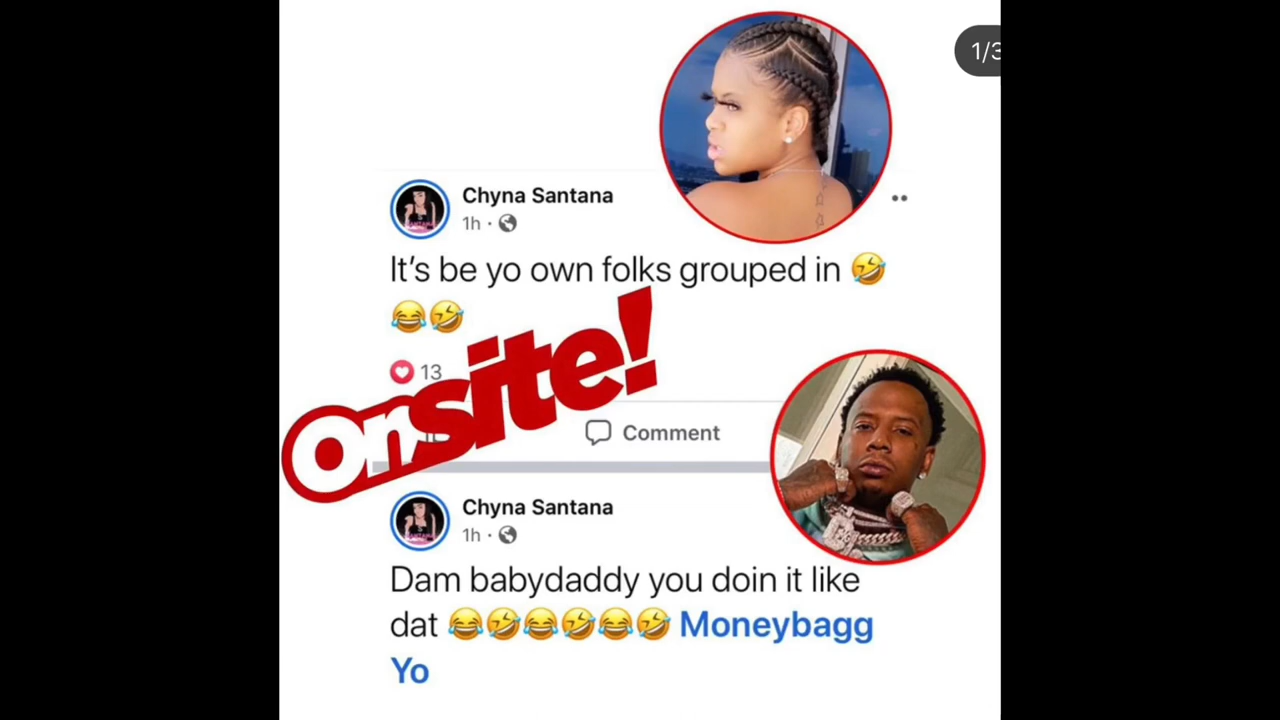 1/3
Chyna Santana
1h ·
It's be yo own folks grouped in 🤣
😂🤣
13
Onsite!
Comment
Chyna Santana
1h ·
Dam babydaddy you doin it like
dat 😂🤣😂🤣😂🤣 Moneybagg
Yo